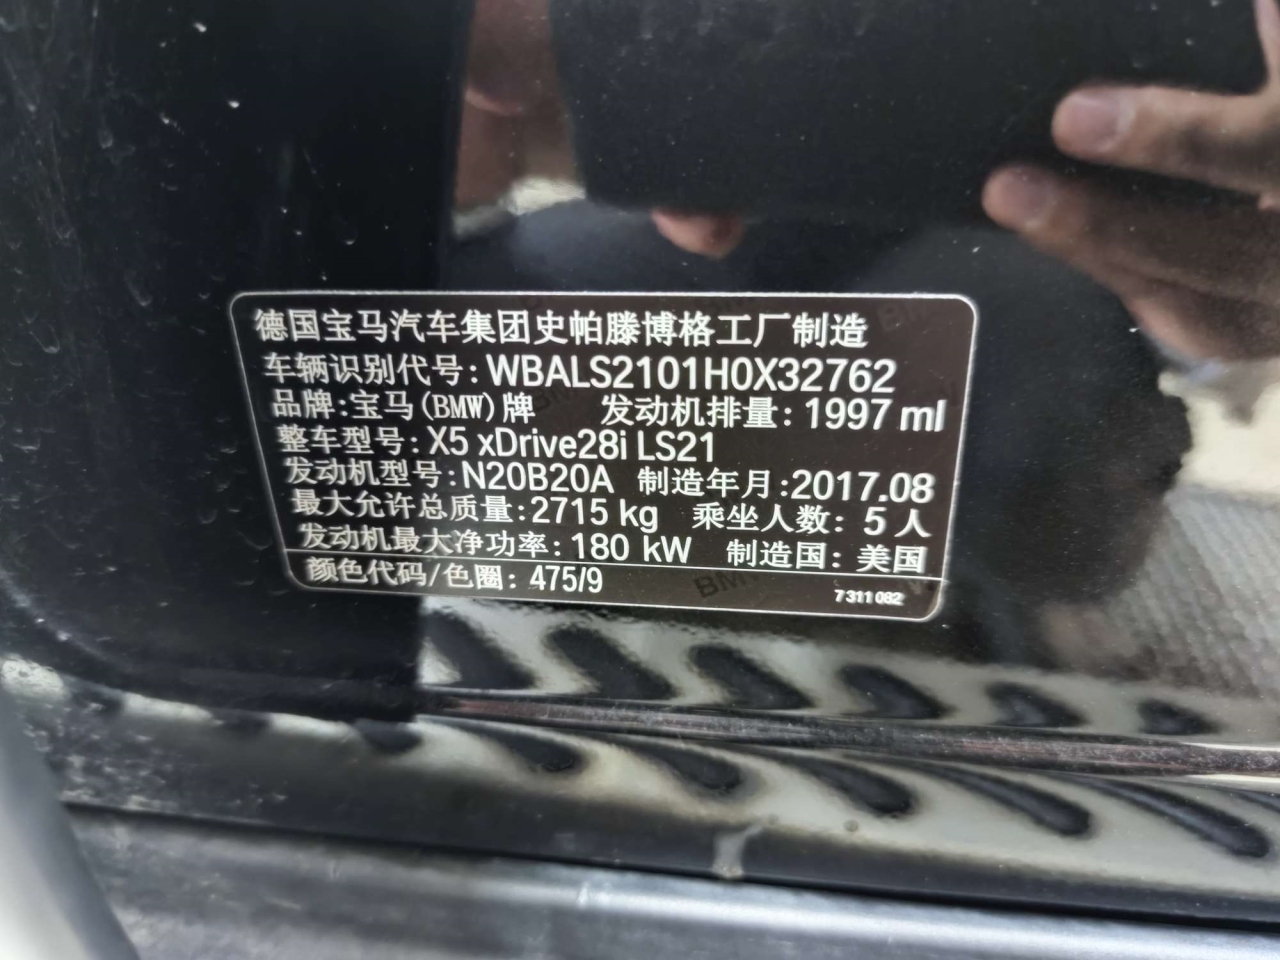 德国宝马汽车集团史帕滕博格工厂制造
车辆识别代号: WBALS2101H0X32762
品牌:宝马(BMW)牌 发动机排量: 1997 ml
整车型号: X5 xDrive28i LS21
发动机型号: N20B20A 制造年月:2017.08
最大允许总质量:2715 kg 乘坐人数: 5 人
发动机最大净功率: 180 kW 制造国: 美国
颜色代码/色圈: 475/9
7 311 082